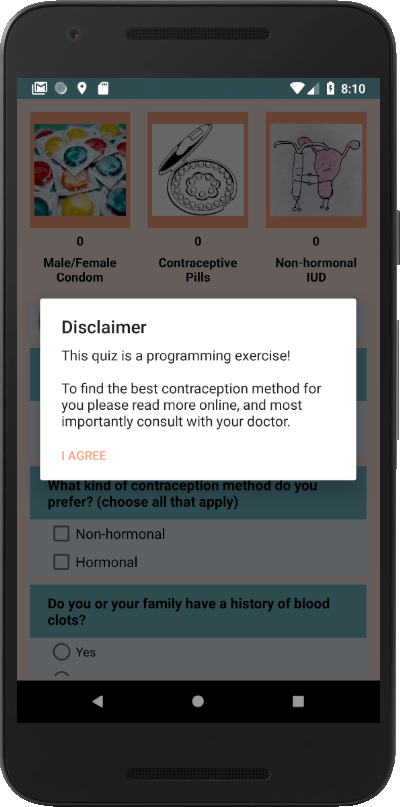 8:10
0
0
0
Male/Female
Condom
Contraceptive
Pills
Non-hormonal
IUD
Disclaimer
This quiz is a programming exercise!
To find the best contraception method for
you please read more online, and most
importantly consult with your doctor.
I AGREE
What kind of contraception method do you
prefer? (choose all that apply)
Non-hormonal
Hormonal
Do you or your family have a history of blood
clots?
Yes